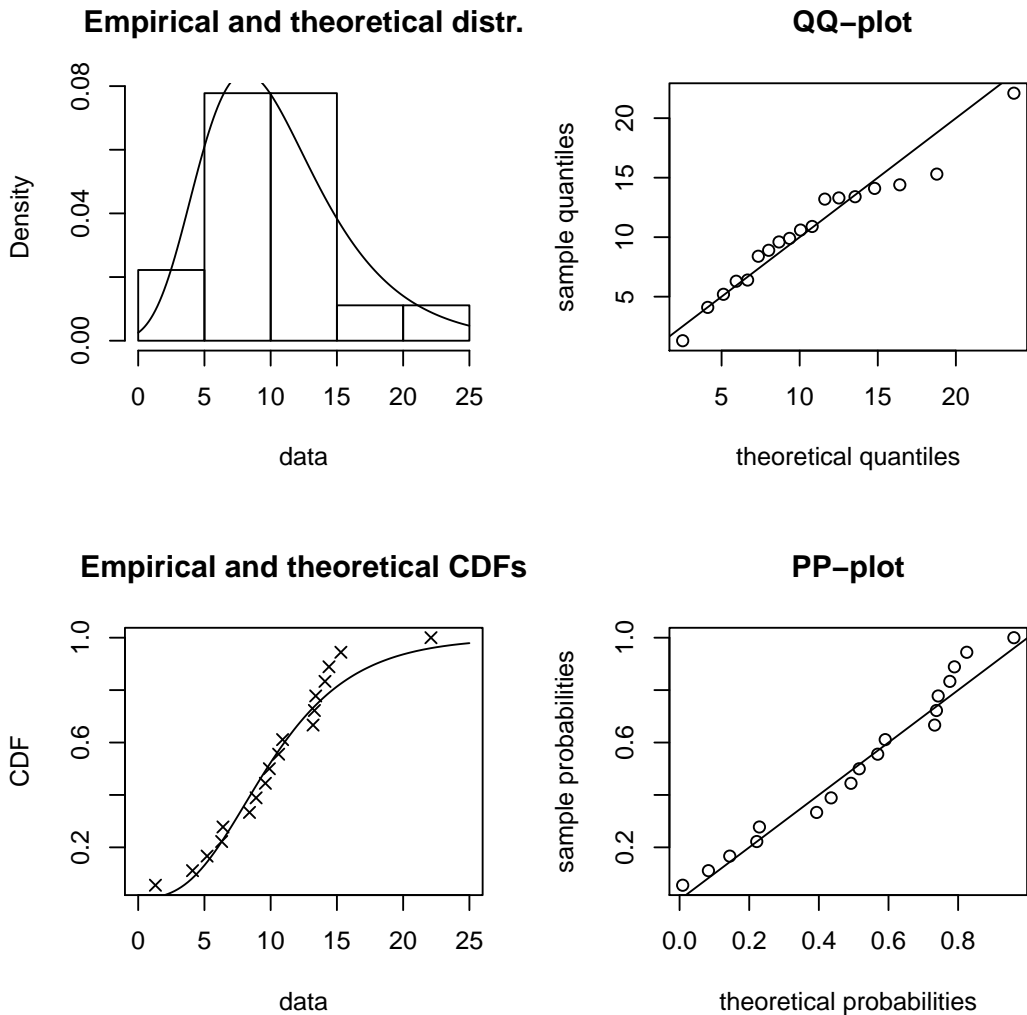 Empirical and theoretical distr.
Density
0.00
0.04
0.08
0 5 10 15 20 25
data
QQ−plot
sample quantiles
5
10
15
20
5 10 15 20
theoretical quantiles
Empirical and theoretical CDFs
CDF
0.2
0.6
1.0
0 5 10 15 20 25
data
PP−plot
sample probabilities
0.2
0.6
1.0
0.0 0.2 0.4 0.6 0.8
theoretical probabilities